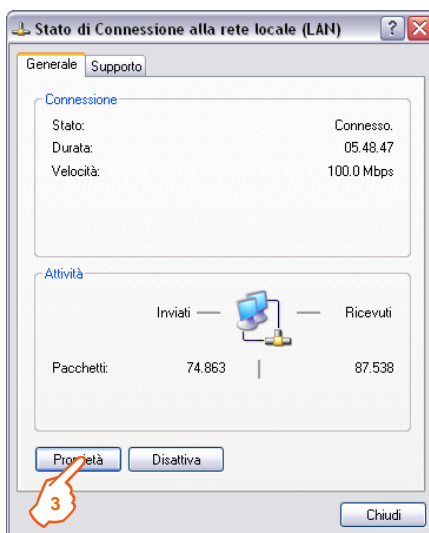 Stato di Connessione alla rete locale (LAN)
Generale Supporto
Connessione
Stato: Connesso.
Durata: 05.48.47
Velocità: 100.0 Mbps
Attività
Inviati Ricevuti
Pacchetti: 74.863 87.538
Proprietà Disattiva
3
Chiudi